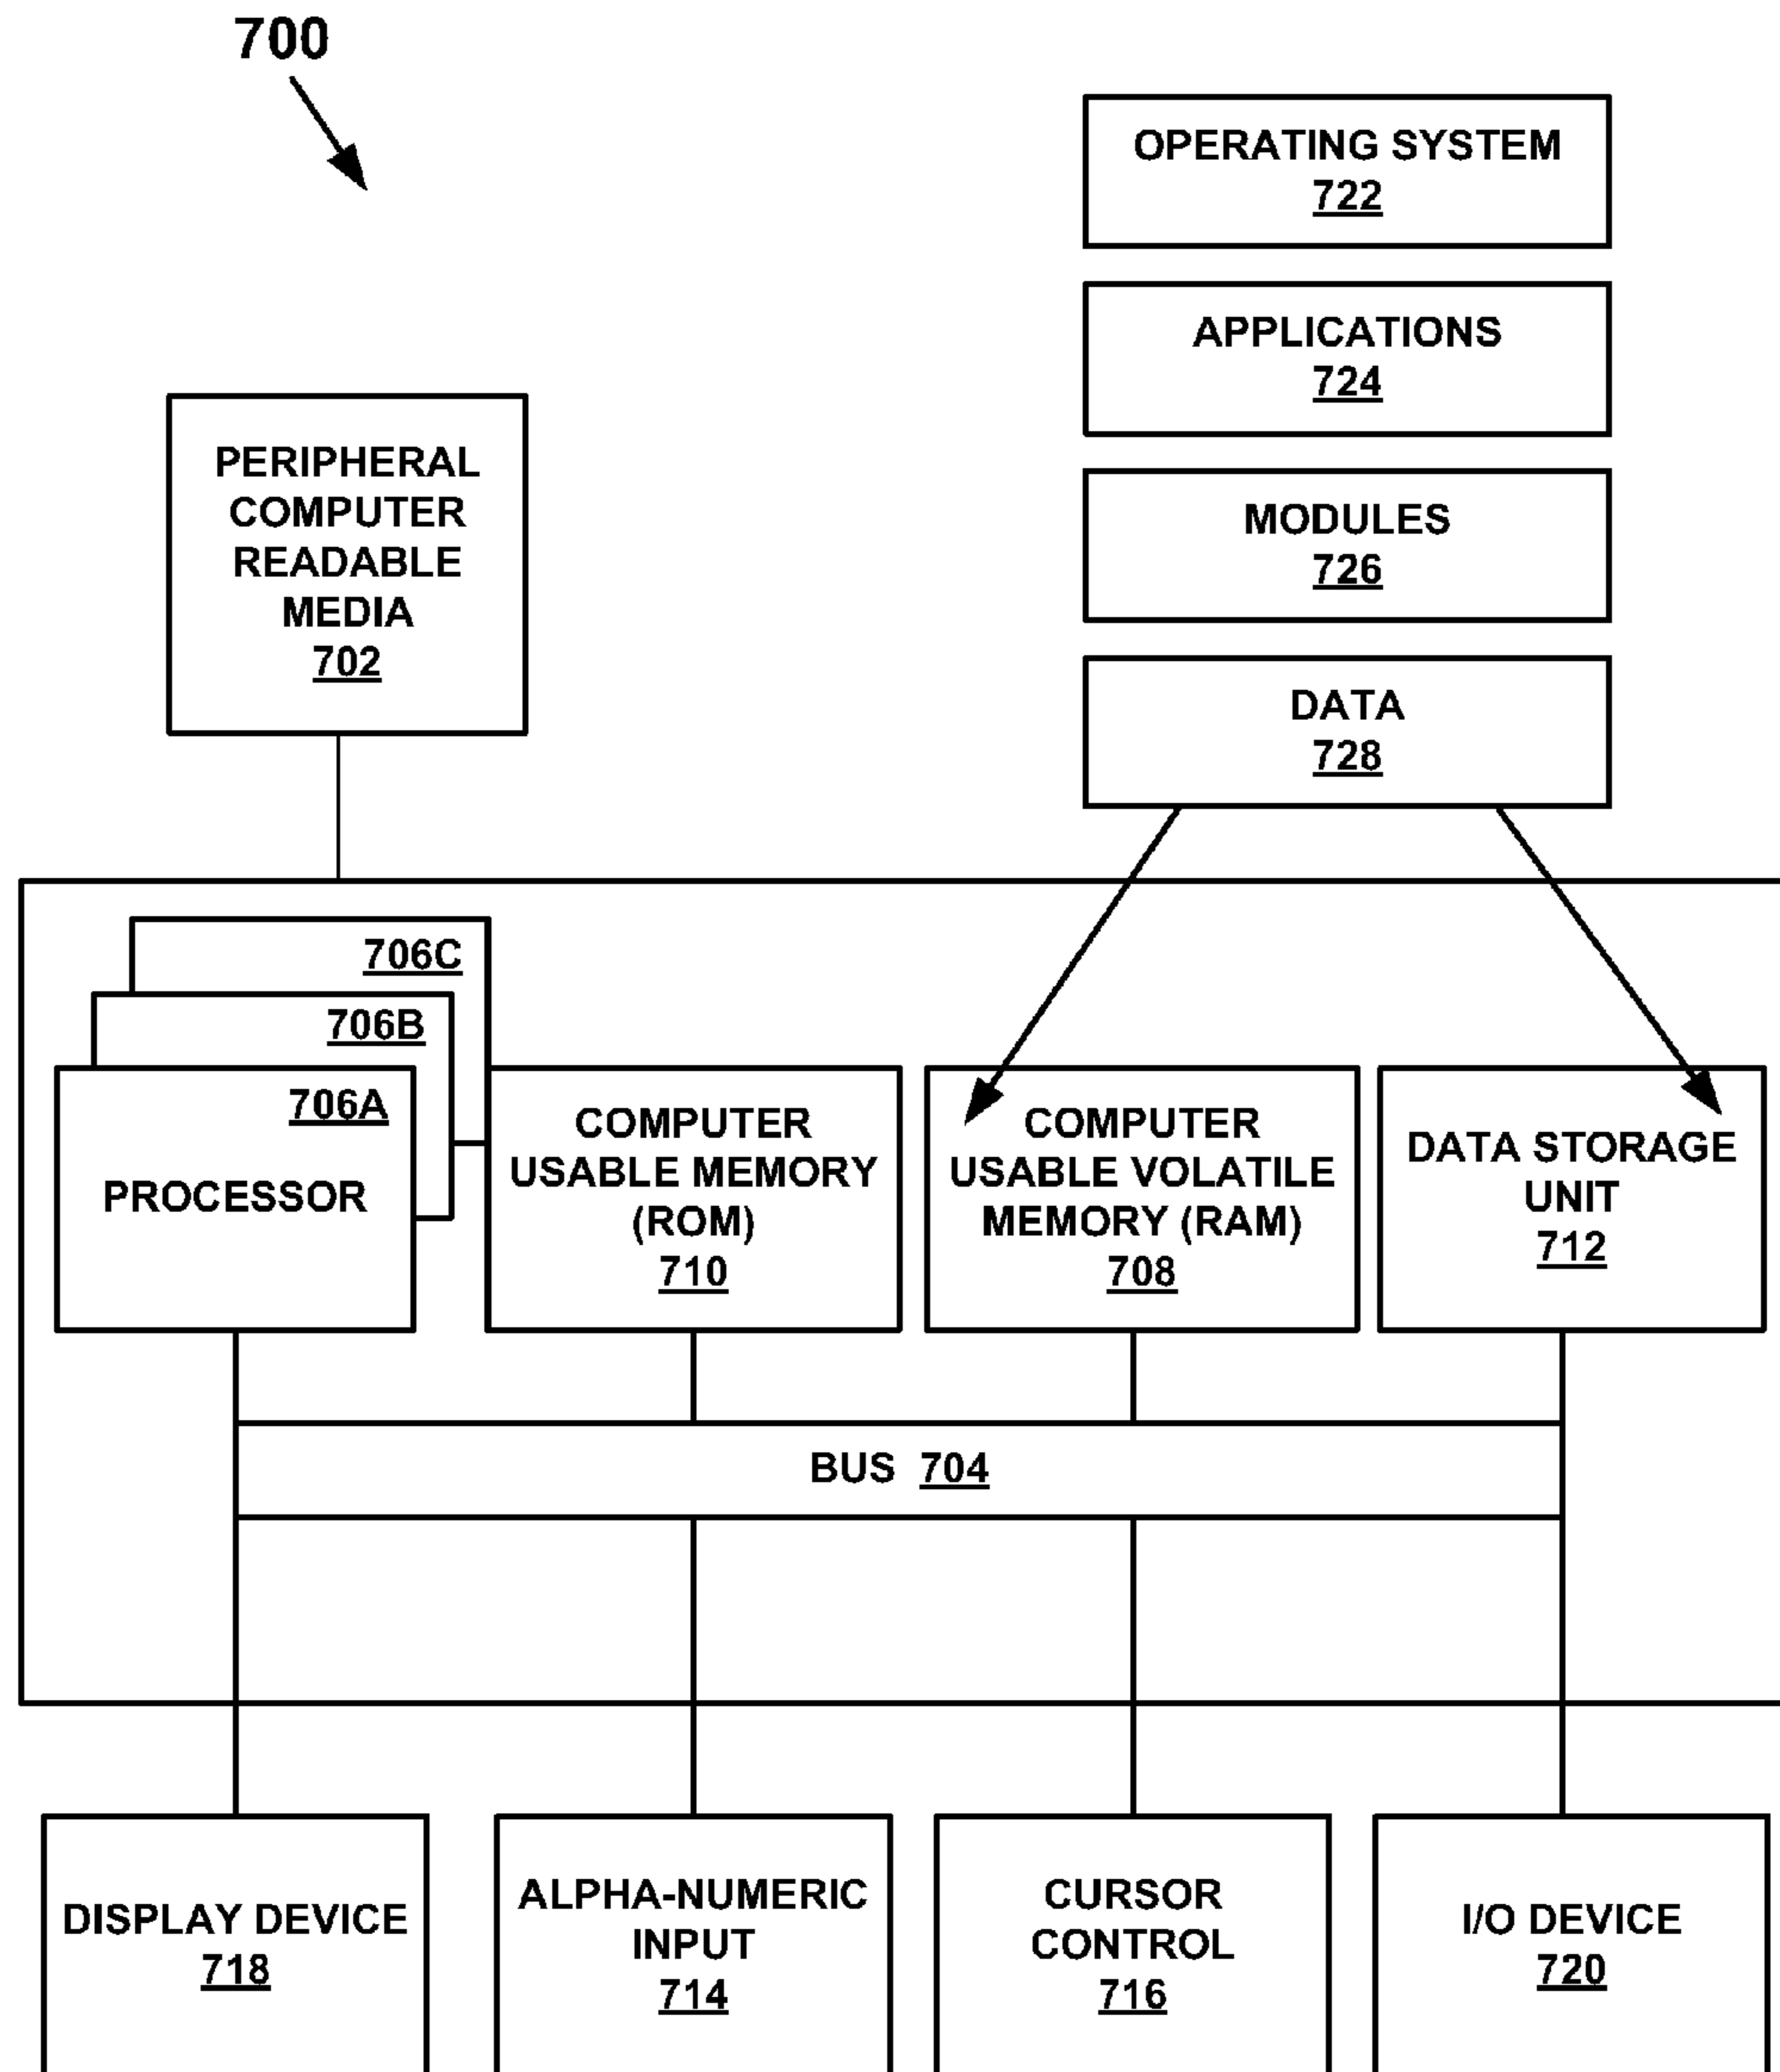 700
OPERATING SYSTEM
722
APPLICATIONS
724
MODULES
726
DATA
728
PERIPHERAL
COMPUTER
READABLE
MEDIA
702
706C
706B
706A
PROCESSOR
COMPUTER
USABLE MEMORY
(ROM)
710
COMPUTER
USABLE VOLATILE
MEMORY (RAM)
708
DATA STORAGE
UNIT
712
BUS 704
DISPLAY DEVICE
718
ALPHA-NUMERIC
INPUT
714
CURSOR
CONTROL
716
I/O DEVICE
720